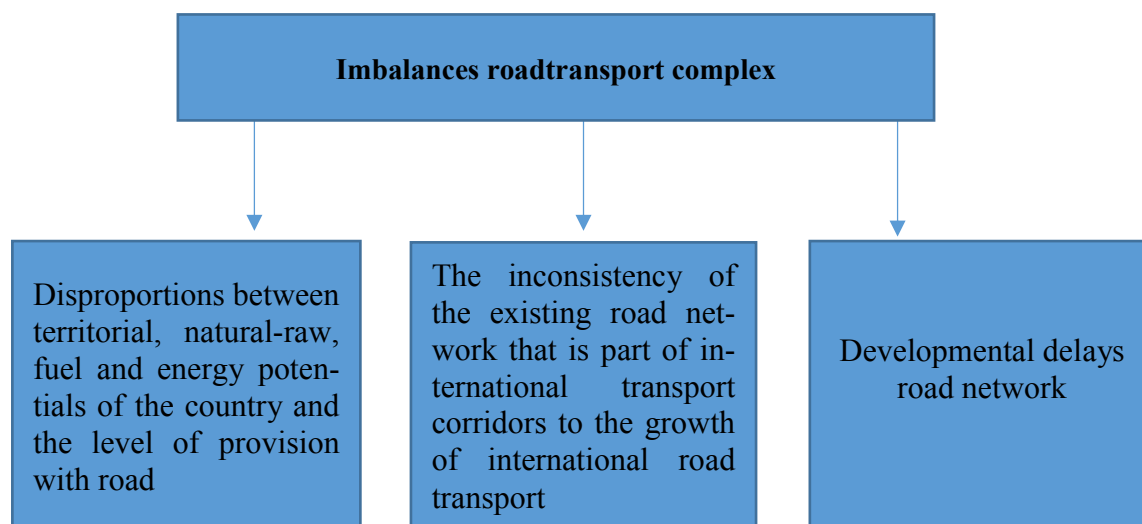 Imbalances roadtransport complex
Disproportions between
territorial, natural-raw,
fuel and energy poten-
tials of the country and
the level of provision
with road
The inconsistency of
the existing road net-
work that is part of in-
ternational transport
corridors to the growth
of international road
transport
Developmental delays
road network